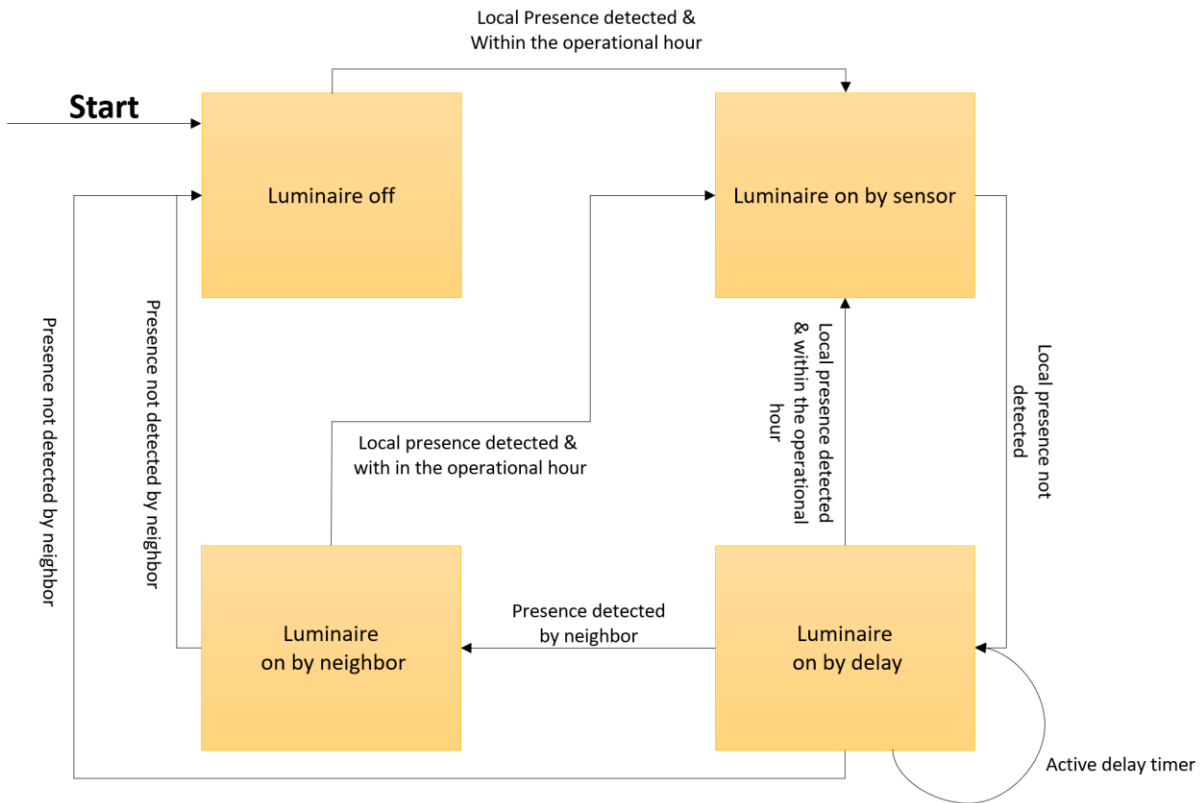 Local Presence detected &
Within the operational hour
Start
Luminaire off
Luminaire on by sensor
Presence not detected by neighbor
Presence not detected by neighbor
Local presence detected &
with in the operational hour
Local presence detected
& within the operational
hour
Local presence not
detected
Luminaire
on by neighbor
Presence detected
by neighbor
Luminaire
on by delay
Active delay timer